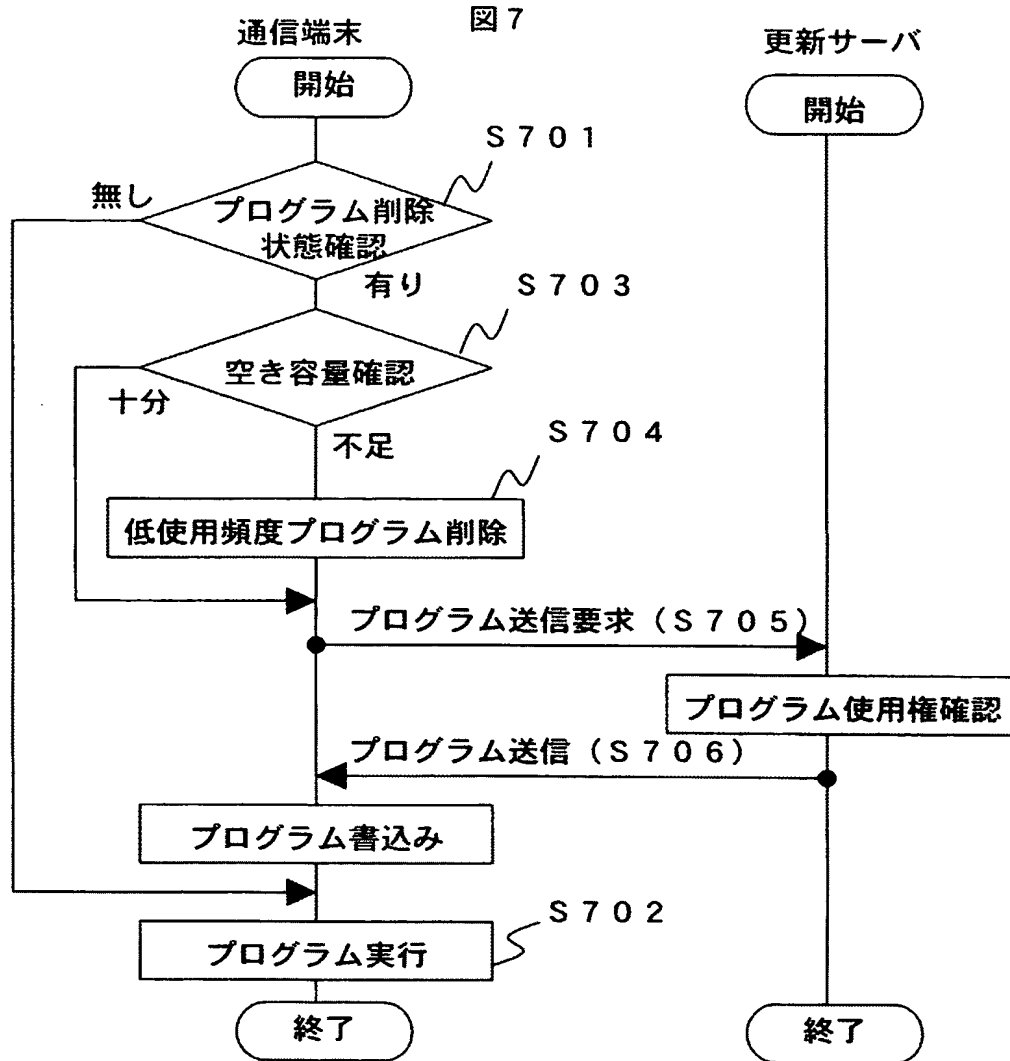 図7
通信端末
更新サーバ
開始
開始
S701
無し
プログラム削除
状態確認
有り
S703
空き容量確認
十分
不足
S704
低使用頻度プログラム削除
プログラム送信要求(S705)
プログラム使用権確認
プログラム送信(S706)
プログラム書込み
S702
プログラム実行
終了
終了